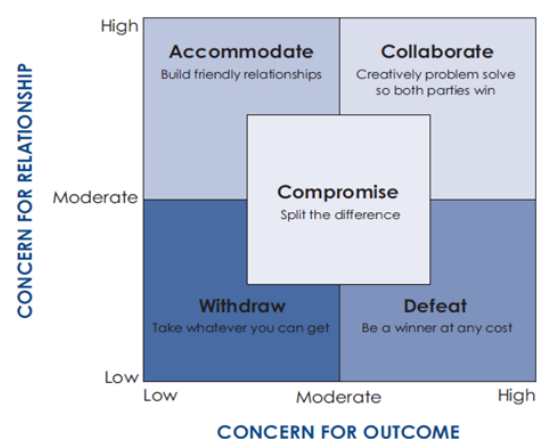 High
Accommodate
Build friendly relationships
Collaborate
Creatively problem solve
so both parties win
CONCERN FOR RELATIONSHIP
Moderate
Compromise
Split the difference
Withdraw
Take whatever you can get
Defeat
Be a winner at any cost
Low
Low
Moderate
High
CONCERN FOR OUTCOME